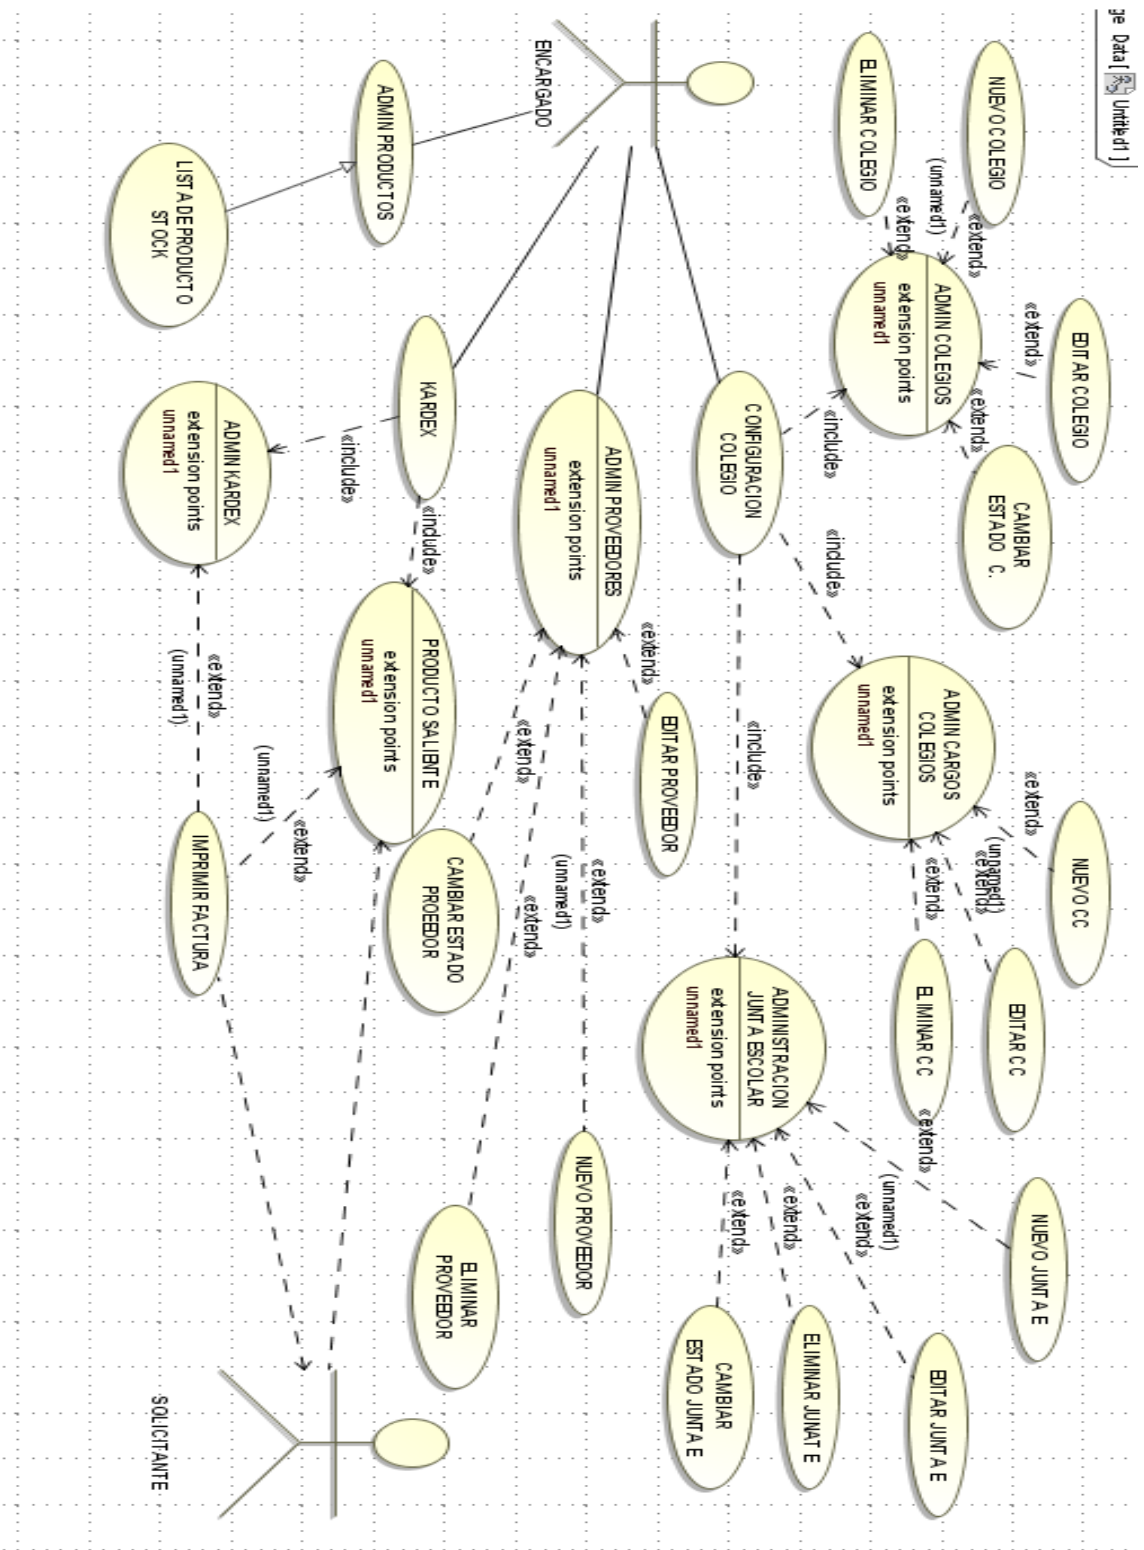 ge Data [ Untitled1 ]
NUEVO COLEGIO
ELIMINAR COLEGIO
EDITAR COLEGIO
CAMBIAR
ESTADO C.
«extend»
(unnamed1)
«extend»
«extend»
«extend»
ADMIN COLEGIOS
extension points
unnamed1
ENCARGADO
ADMIN PRODUCTOS
LISTA DE PRODUCTO
STOCK
CONFIGURACION
COLEGIO
«include»
«include»
«include»
ADMIN CARGOS
COLEGIOS
extension points
unnamed1
«extend»
(unnamed1)
«extend»
«extend»
NUEVO CC
EDITAR CC
ELIMINAR CC
ADMINISTRACION
JUNTA ESCOLAR
extension points
unnamed1
«extend»
(unnamed1)
«extend»
«extend»
«extend»
NUEVO JUNTA E
EDITAR JUNTA E
ELIMINAR JUNAT E
CAMBIAR
ESTADO JUNTA E
ADMIN PROVEEDORES
extension points
unnamed1
«extend»
EDITAR PROVEEDOR
«extend»
(unnamed1)
«extend»
«extend»
NUEVO PROVEEDOR
ELIMINAR
PROVEEDOR
CAMBIAR ESTADO
PROEEDOR
KARDEX
«include»
«include»
PRODUCTO SALIENTE
extension points
unnamed1
ADMIN KARDEX
extension points
unnamed1
«extend»
(unnamed1)
«extend»
(unnamed1)
IMPRIMIR FACTURA
SOLICITANTE